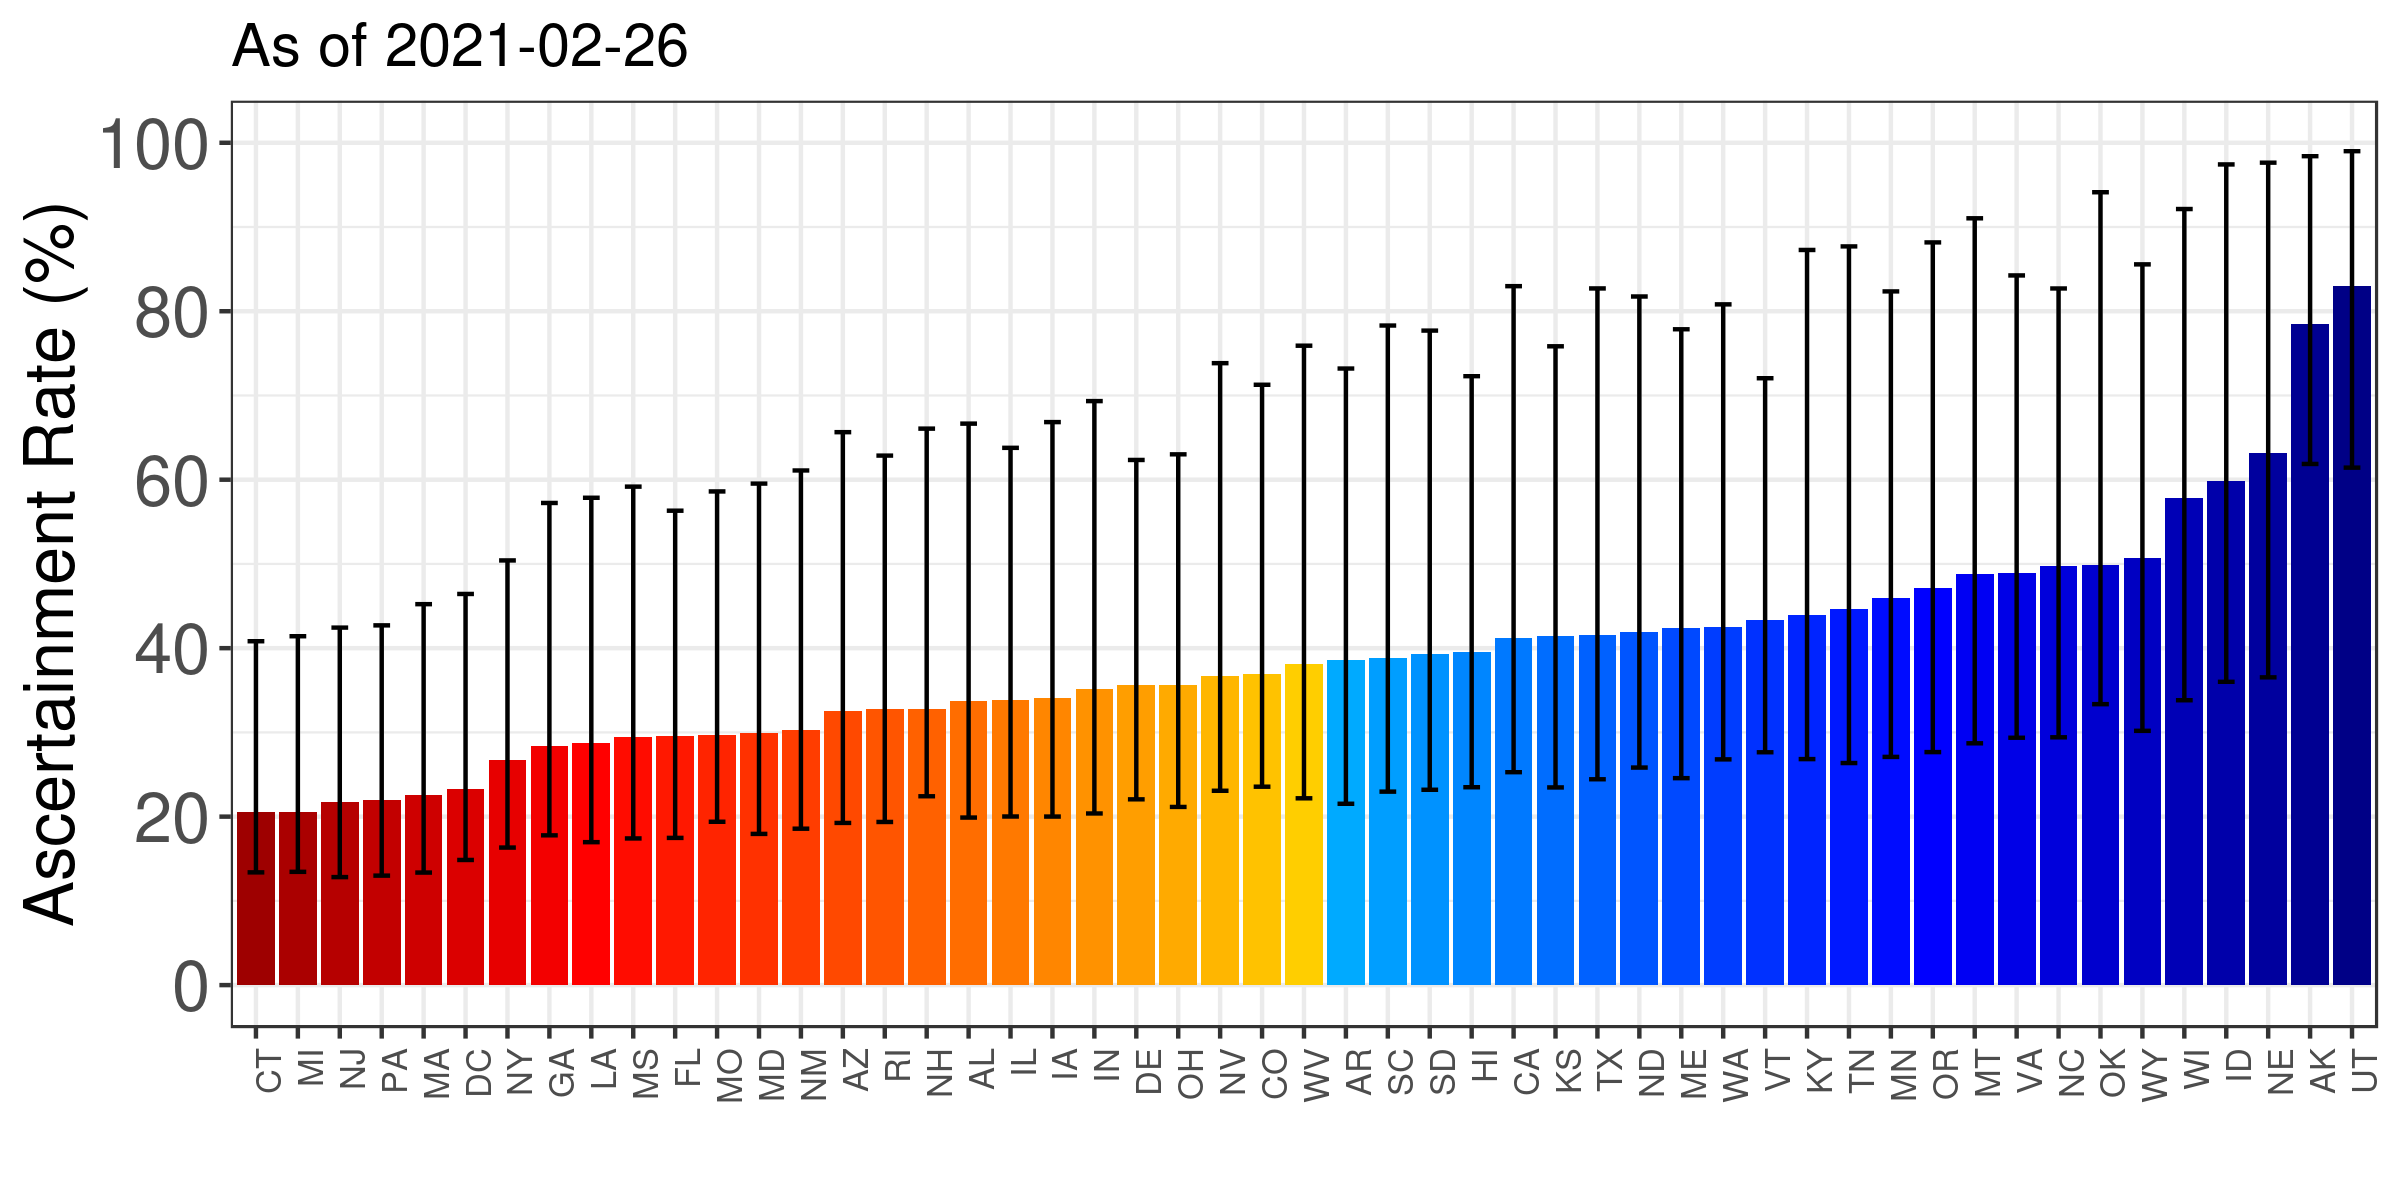 As of 2021-02-26
Ascertainment Rate (%)
100
80
60
40
20
0
CT MI NJ PA MA DC NY GA LA MS FL MO MD NM AZ RI NH AL IL IA IN DE OH NV CO WV AR SC SD HI CA KS TX ND ME WA VT KY TN MN OR MT VA NC OK WY WI ID NE AK UT